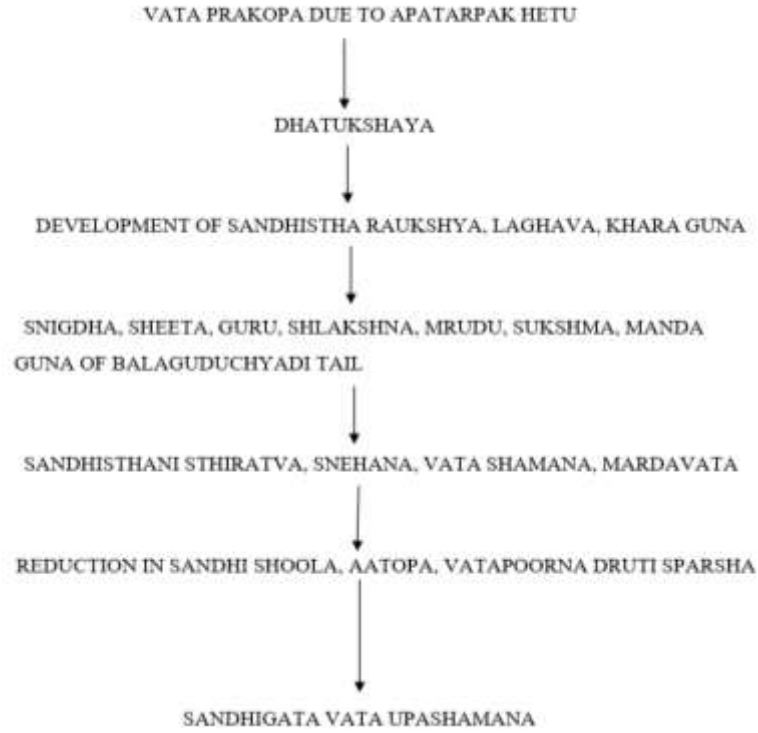 VATA PRAKOPA DUE TO APATARPAK HETU
DHATUKSHAYA
DEVELOPMENT OF SANDHISTHA RAUKSHYA, LAGHAVA, KHARA GUNA
SNIGDHA, SHEETA, GURU, SHLAKSHNA, MRUDU, SUKSHMA, MANDA
GUNA OF BALAGUDUCHYADI TAIL
SANDHISTHANI STHIRATVA, SNEHANA, VATA SHAMANA, MARDAVATA
REDUCTION IN SANDHI SHOOLA, AATOPA, VATAPOORNA DRUTI SPARSHA
SANDHIGATA VATA UPASHAMANA